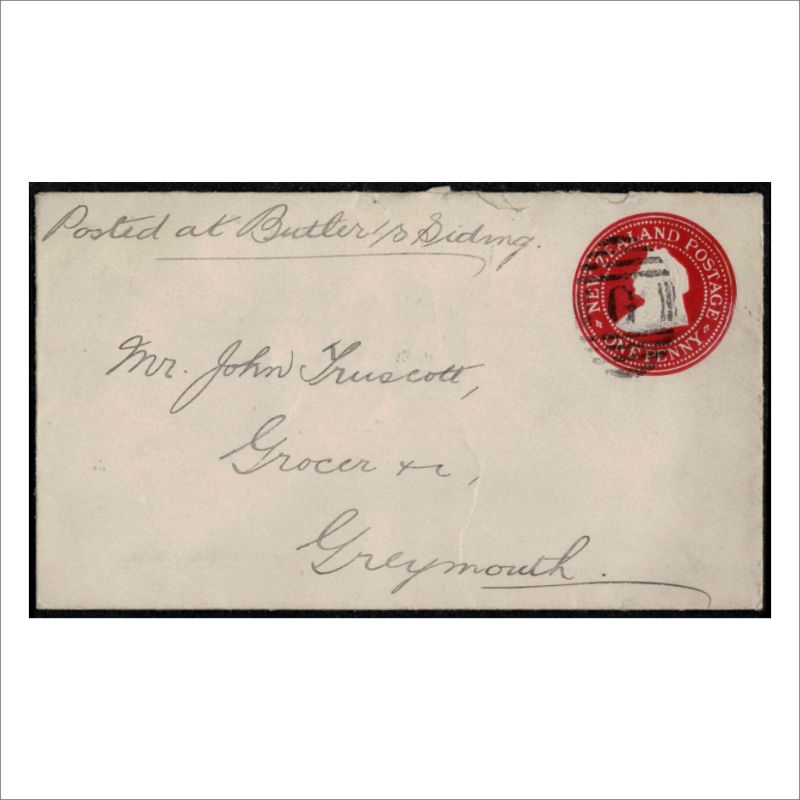 Posted at Butler's Siding.
NEW ZEALAND POSTAGE
ONE PENNY
G
Mr. John Truscott,
Grocer &c,
Greymouth.